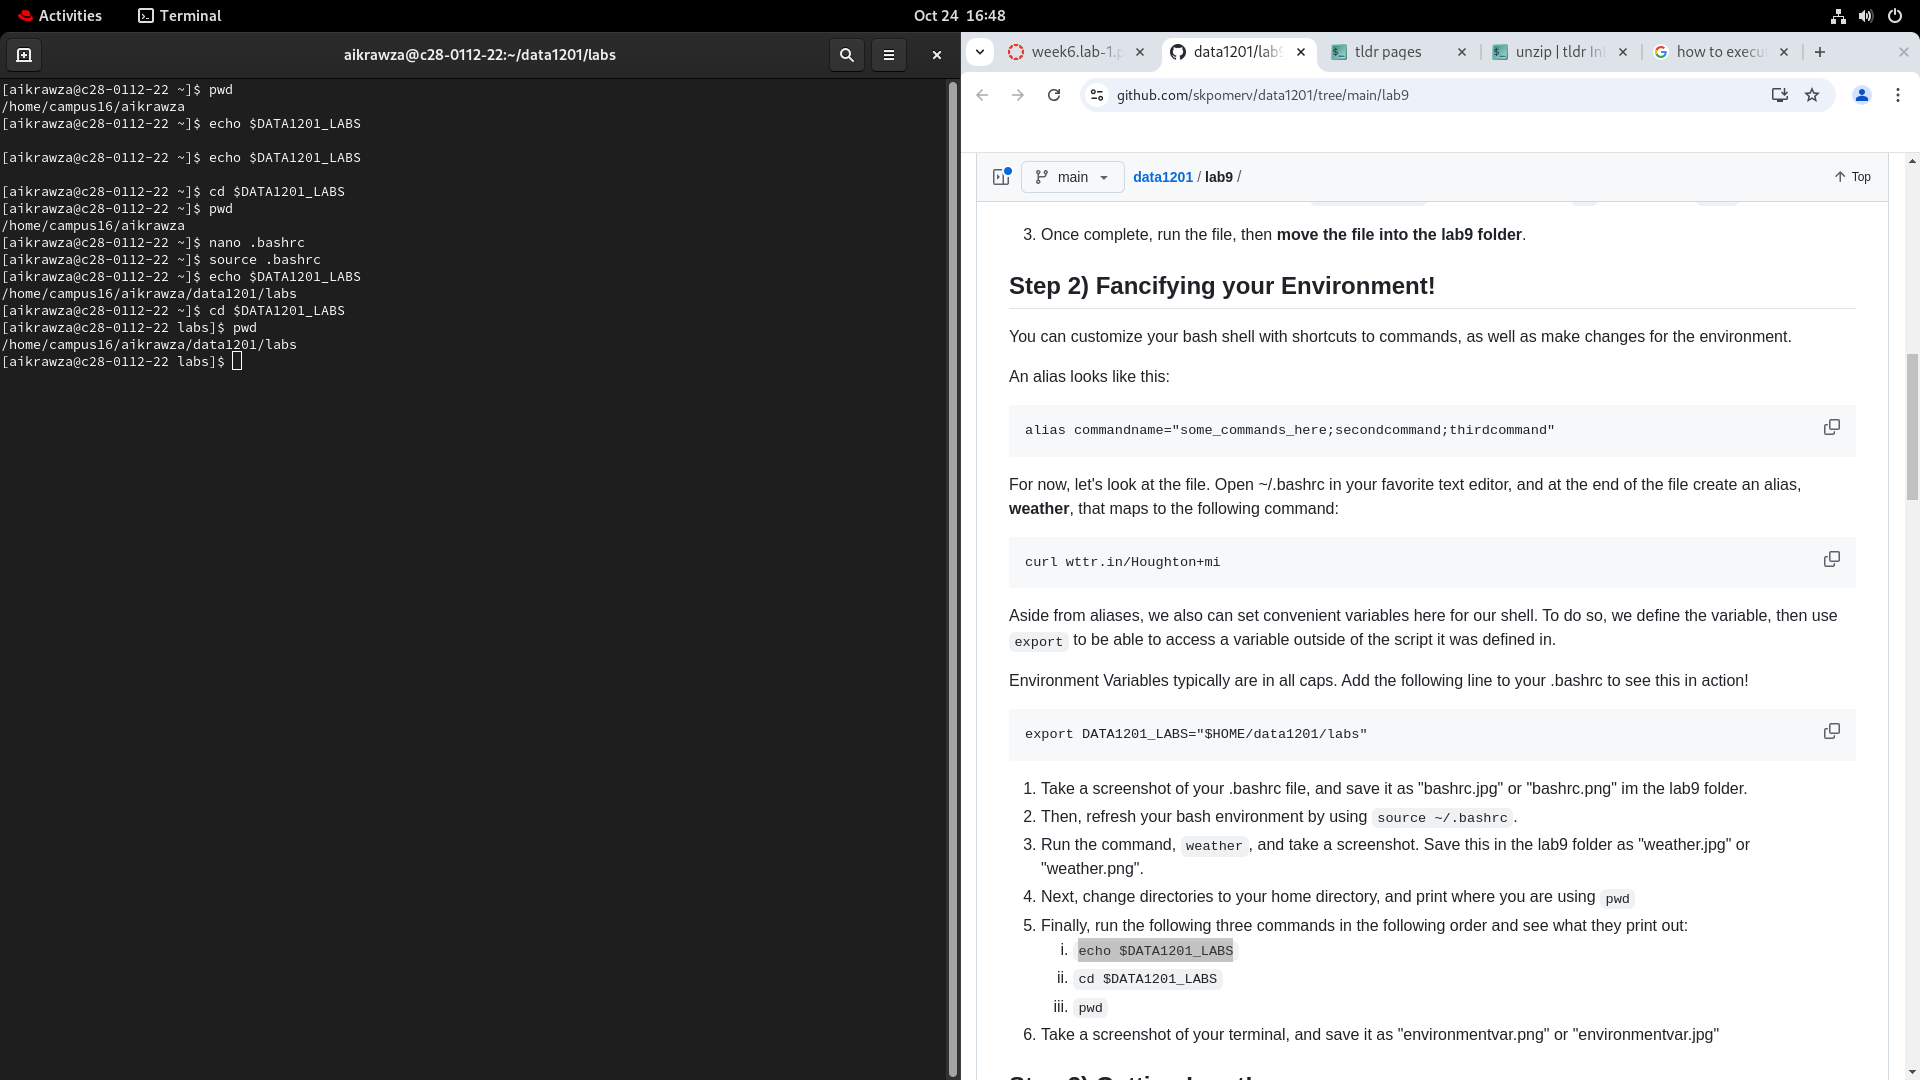 Activities Terminal Oct 24 16:48
aikrawza@c28-0112-22:~/data1201/labs
[aikrawza@c28-0112-22 ~]$ pwd
/home/campus16/aikrawza
[aikrawza@c28-0112-22 ~]$ echo $DATA1201_LABS
[aikrawza@c28-0112-22 ~]$ echo $DATA1201_LABS
[aikrawza@c28-0112-22 ~]$ cd $DATA1201_LABS
[aikrawza@c28-0112-22 ~]$ pwd
/home/campus16/aikrawza
[aikrawza@c28-0112-22 ~]$ nano .bashrc
[aikrawza@c28-0112-22 ~]$ source .bashrc
[aikrawza@c28-0112-22 ~]$ echo $DATA1201_LABS
/home/campus16/aikrawza/data1201/labs
[aikrawza@c28-0112-22 ~]$ cd $DATA1201_LABS
[aikrawza@c28-0112-22 labs]$ pwd
/home/campus16/aikrawza/data1201/labs
[aikrawza@c28-0112-22 labs]$
week6.lab-1.p data1201/lab9 tldr pages unzip | tldr In how to execu
github.com/skpomerv/data1201/tree/main/lab9
main data1201 / lab9 / Top
3. Once complete, run the file, then move the file into the lab9 folder.
Step 2) Fancifying your Environment!
You can customize your bash shell with shortcuts to commands, as well as make changes for the environment.
An alias looks like this:
alias commandname="some_commands_here;secondcommand;thirdcommand"
For now, let's look at the file. Open ~/.bashrc in your favorite text editor, and at the end of the file create an alias,
weather, that maps to the following command:
curl wttr.in/Houghton+mi
Aside from aliases, we also can set convenient variables here for our shell. To do so, we define the variable, then use
export to be able to access a variable outside of the script it was defined in.
Environment Variables typically are in all caps. Add the following line to your .bashrc to see this in action!
export DATA1201_LABS="$HOME/data1201/labs"
1. Take a screenshot of your .bashrc file, and save it as "bashrc.jpg" or "bashrc.png" im the lab9 folder.
2. Then, refresh your bash environment by using source ~/.bashrc.
3. Run the command, weather, and take a screenshot. Save this in the lab9 folder as "weather.jpg" or
"weather.png".
4. Next, change directories to your home directory, and print where you are using pwd
5. Finally, run the following three commands in the following order and see what they print out:
i. echo $DATA1201_LABS
ii. cd $DATA1201_LABS
iii. pwd
6. Take a screenshot of your terminal, and save it as "environmentvar.png" or "environmentvar.jpg"